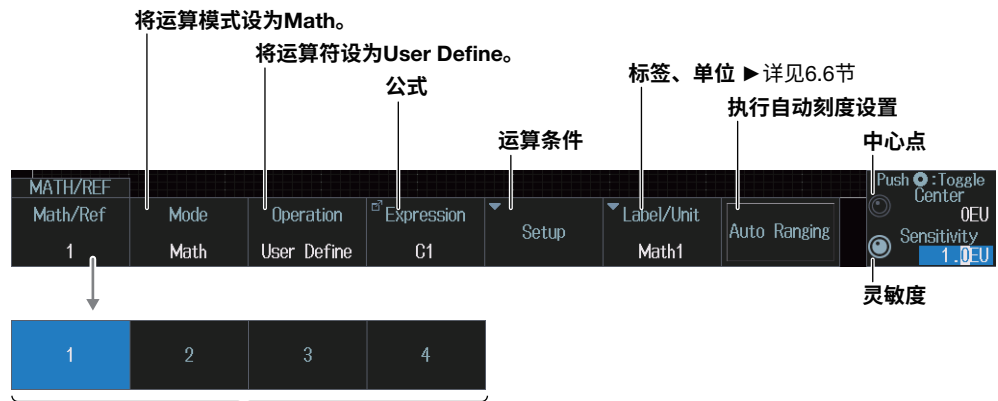 将运算模式设为Math。
将运算符设为User Define。
公式
标签、单位 ▶详见6.6节
执行自动刻度设置
运算条件
中心点
MATH/REF
Math/Ref
1
Mode
Math
Operation
User Define
Expression
C1
Setup
Label/Unit
Math1
Auto Ranging
Push :Toggle
Center
0EU
Sensitivity
1.0EU
灵敏度
1 2 3 4